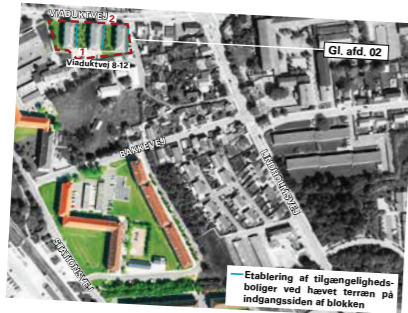 VIADUKTVEJ
2
1
Viaduktvej 8-12
Gl. afd. 02
BAKKEVEJ
LINDHOLTSVEJ
STATIONSVEJ
Etablering af tilgængeligheds-
boliger ved hævet terræn på
indgangssiden af blokken